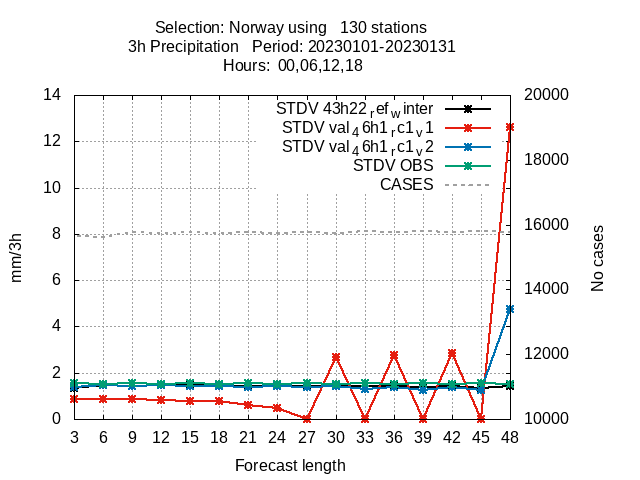 Selection: Norway using   130 stations
3h Precipitation   Period: 20230101-20230131
Hours:  00,06,12,18
14 20000
STDV 43h22_ref_winter
STDV val_46h1_rc1_v1
12 18000
STDV val_46h1_rc1_v2
STDV OBS
10 CASES
8 16000
mm/3h No cases
6 14000
4
2 12000
0 10000
3 6 9 12 15 18 21 24 27 30 33 36 39 42 45 48
Forecast length